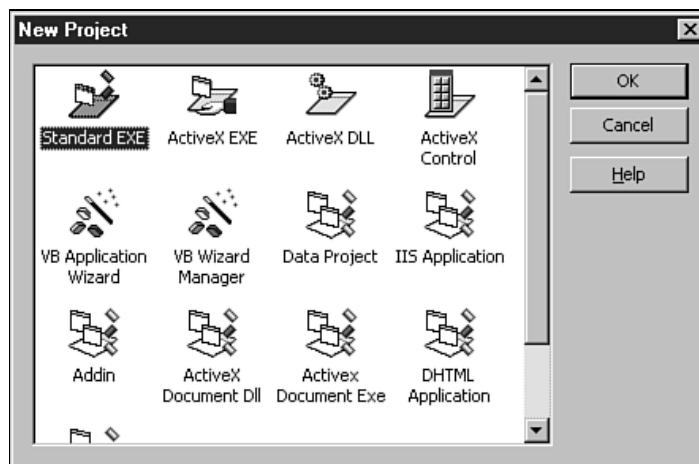 New Project
Standard EXE
ActiveX EXE
ActiveX DLL
ActiveX
Control
VB Application
Wizard
VB Wizard
Manager
Data Project
IIS Application
Addin
ActiveX
Document Dll
Activex
Document Exe
DHTML
Application
OK
Cancel
Help